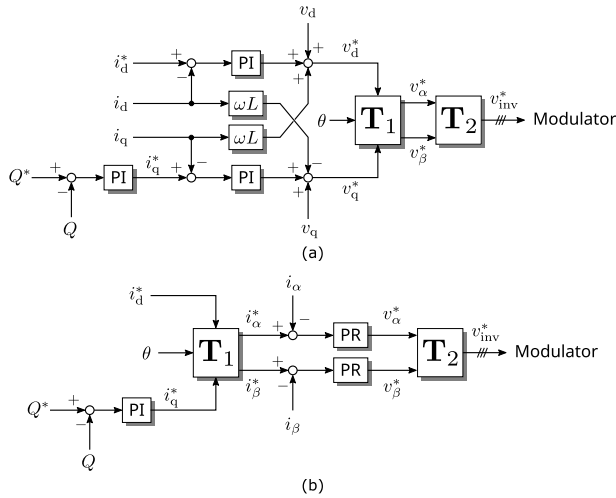 v_d
i_d^* + − PI + + + v_d^*
i_d ωL
θ T_1 v_α^* v_β^* T_2 v_inv^* Modulator
i_q ωL
Q^* + − PI i_q^* + − PI + − + v_q^*
Q v_q
(a)
i_d^* i_α
i_α^* + − PR v_α^*
θ T_1 T_2 v_inv^* Modulator
i_β^* + − PR v_β^*
Q^* + − PI i_q^* i_β
Q
(b)